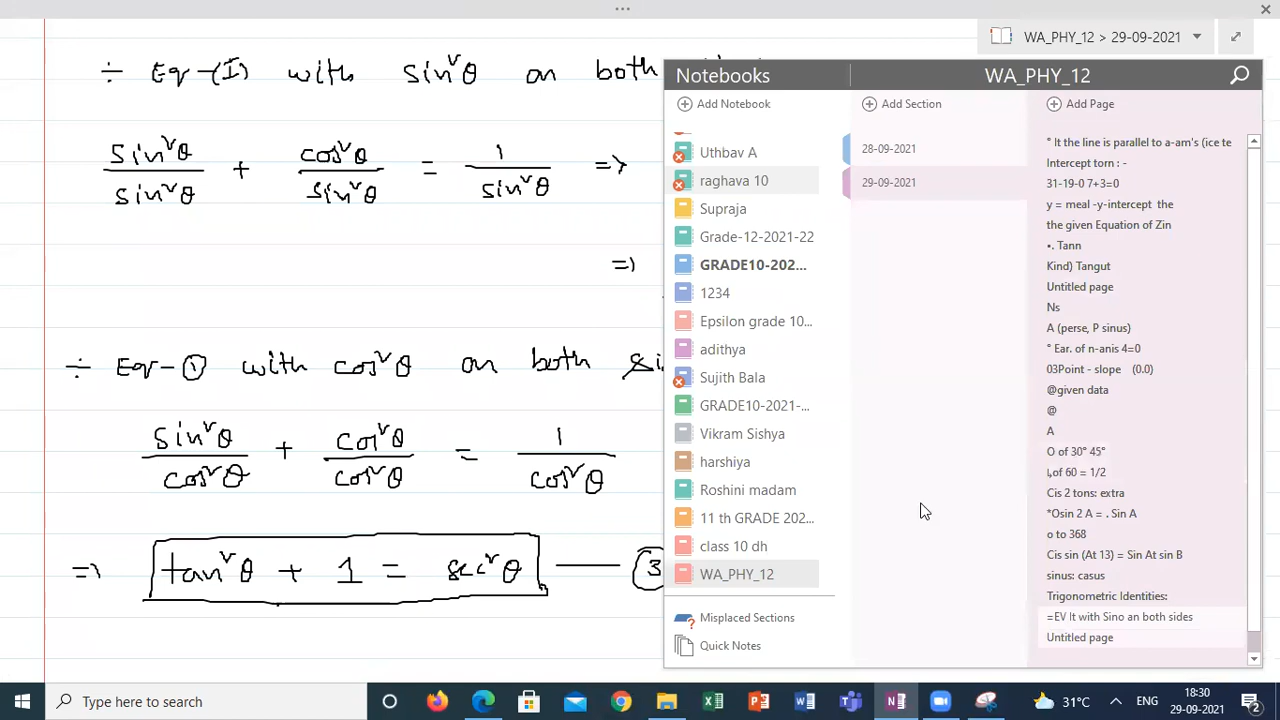 WA_PHY_12 > 29-09-2021
÷ Eq-(I) with sin²θ on both
sin²θ/sin²θ + cos²θ/sin²θ = 1/sin²θ =>
=>
÷ Eq-① with cos²θ on both si
sin²θ/cos²θ + cos²θ/cos²θ = 1/cos²θ
=> tan²θ + 1 = sec²θ — 3
Notebooks
WA_PHY_12
Add Notebook
Add Section
Add Page
Uthbav A
raghava 10
Supraja
Grade-12-2021-22
GRADE10-202...
1234
Epsilon grade 10...
adithya
Sujith Bala
GRADE10-2021-...
Vikram Sishya
harshiya
Roshini madam
11 th GRADE 202...
class 10 dh
WA_PHY_12
Misplaced Sections
Quick Notes
28-09-2021
29-09-2021
° It the line is parallel to a-am's (ice te
Intercept torn : -
31-19-0 7+3=0
y = meal -y-intercept the
the given Equation of Zin
•. Tann
Kind) Tangut
Untitled page
Ns
A (perse, P sinus)
° Ear. of n-anis 4=0
03Point - slope (0.0)
@given data
@
A
O of 30° 45°
l,of 60 = 1/2
Cis 2 tons: extra
*Osin 2 A = . Sin A
o to 368
Cis sin (At 13) = Sin At sin B
sinus: casus
Trigonometric Identities:
=EV It with Sino an both sides
Untitled page
Type here to search
31°C
ENG
18:30
29-09-2021
2